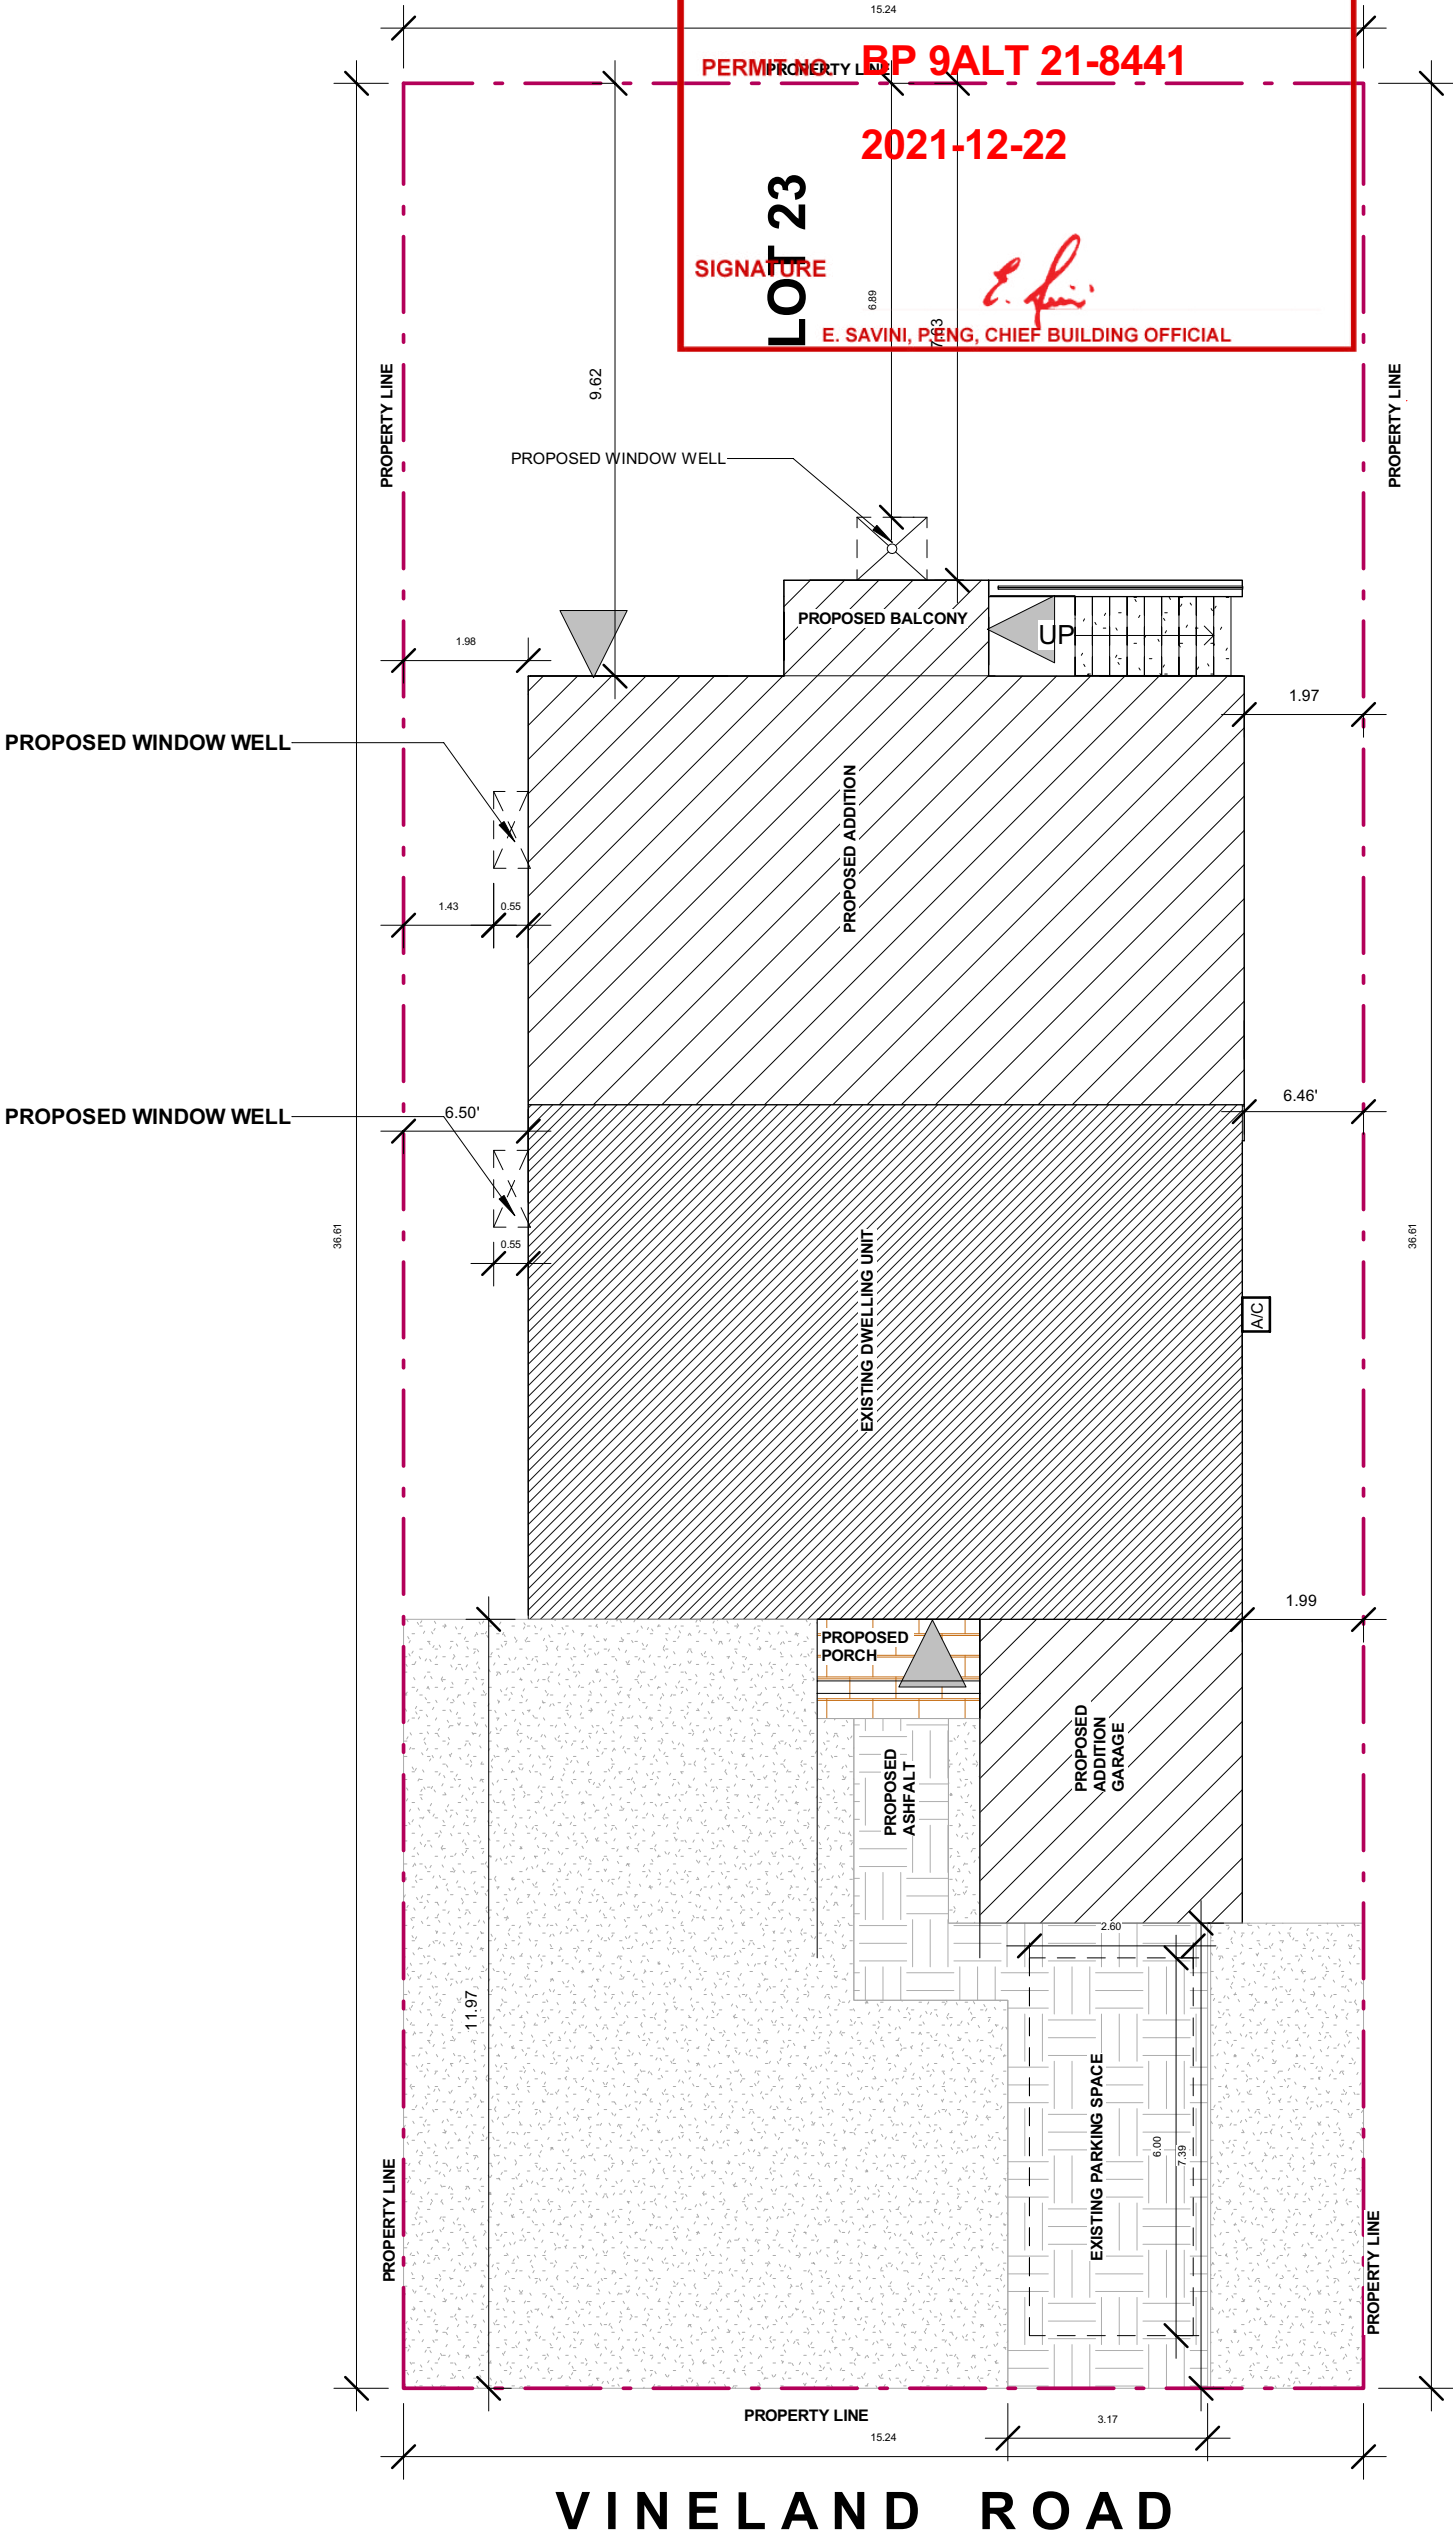 15.24
PERMIT NO. BP 9ALT 21-8441
PROPERTY LINE
2021-12-22
LOT 23
SIGNATURE
E. SAVINI, P.ENG, CHIEF BUILDING OFFICIAL
6.89
7.63
9.62
PROPERTY LINE
PROPERTY LINE
PROPOSED WINDOW WELL
PROPOSED BALCONY
UP
1.98
1.97
PROPOSED WINDOW WELL
PROPOSED ADDITION
1.43
0.55
PROPOSED WINDOW WELL
6.50'
6.46'
36.61
36.61
0.55
EXISTING DWELLING UNIT
A/C
1.99
PROPOSED
PORCH
PROPOSED
ADDITION
GARAGE
PROPOSED
ASHFALT
2.60
11.97
EXISTING PARKING SPACE
6.00
7.39
PROPERTY LINE
PROPERTY LINE
PROPERTY LINE
3.17
15.24
VINELAND ROAD